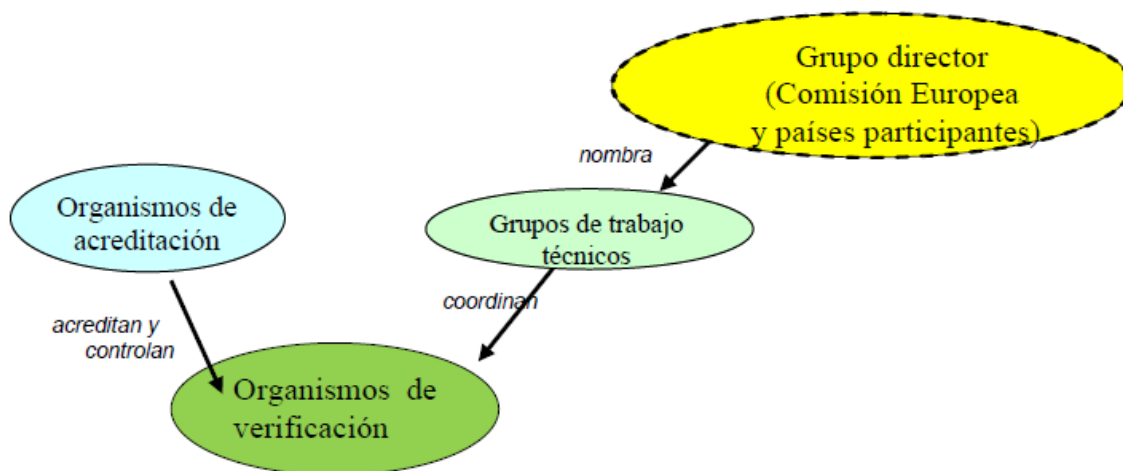 Grupo director
(Comisión Europea
y países participantes)
nombra
Organismos de
acreditación
Grupos de trabajo
técnicos
coordinan
acreditan y
controlan
Organismos de
verificación